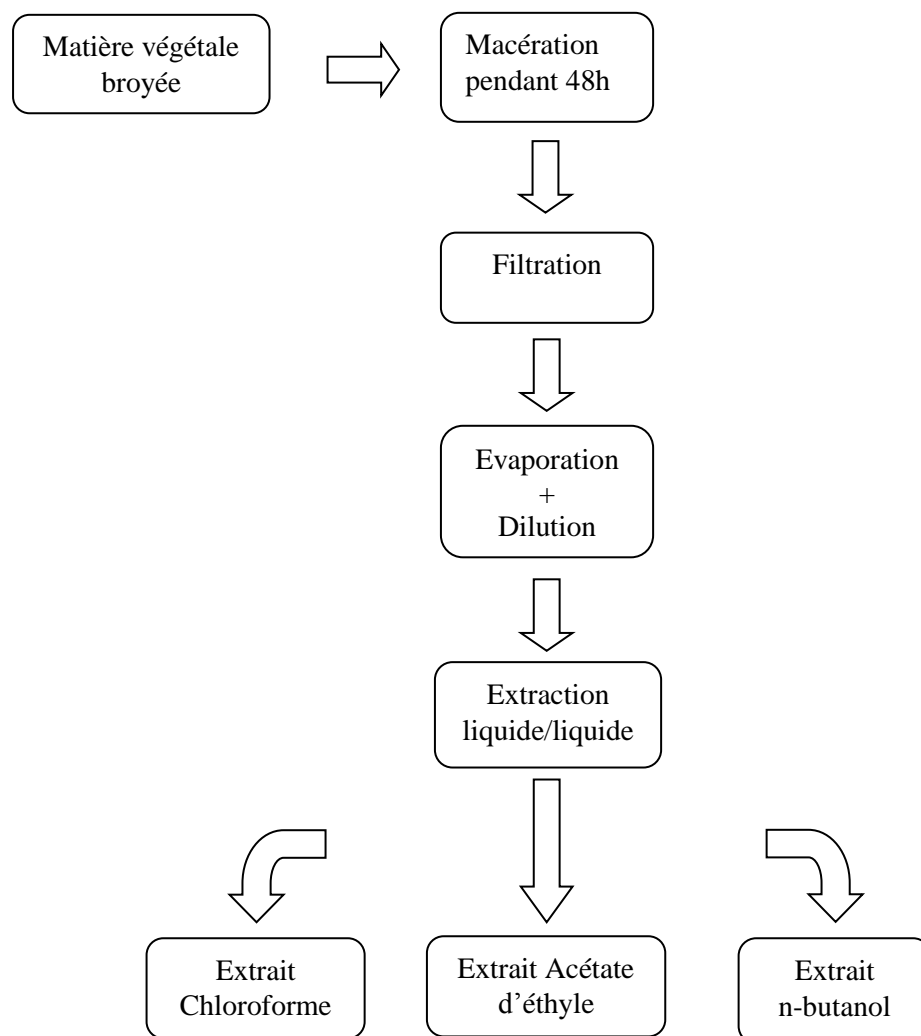 Matière végétale
broyée
Macération
pendant 48h
Filtration
Evaporation
+
Dilution
Extraction
liquide/liquide
Extrait
Chloroforme
Extrait Acétate
d’éthyle
Extrait
n-butanol